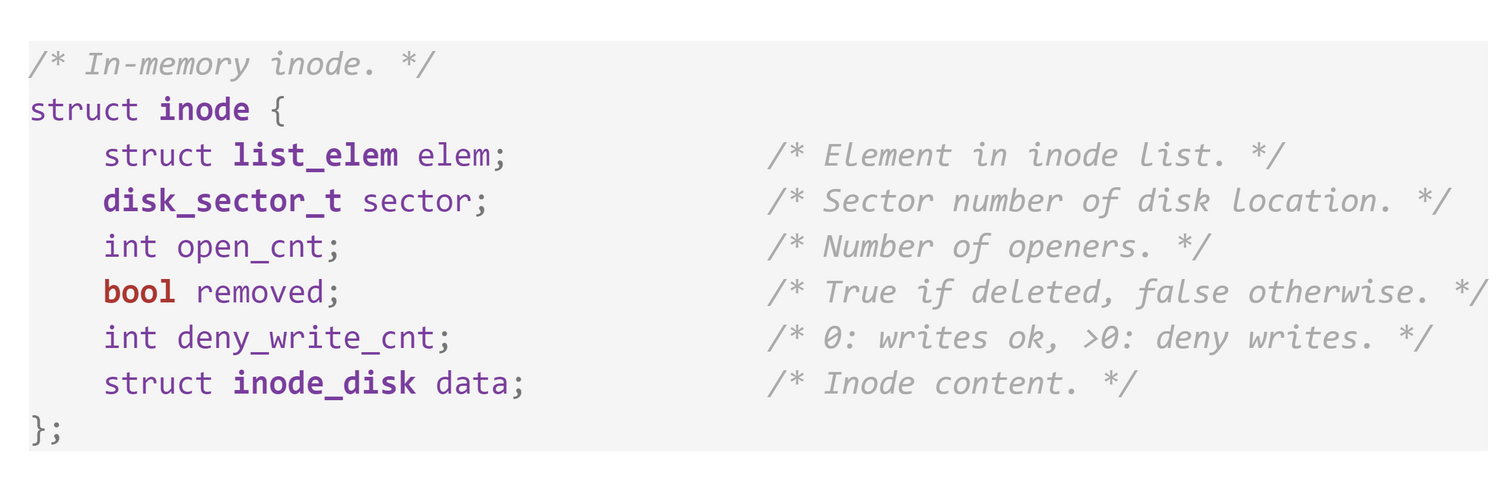 /* In-memory inode. */
struct inode {
    struct list_elem elem;              /* Element in inode list. */
    disk_sector_t sector;               /* Sector number of disk location. */
    int open_cnt;                       /* Number of openers. */
    bool removed;                       /* True if deleted, false otherwise. */
    int deny_write_cnt;                 /* 0: writes ok, >0: deny writes. */
    struct inode_disk data;             /* Inode content. */
};